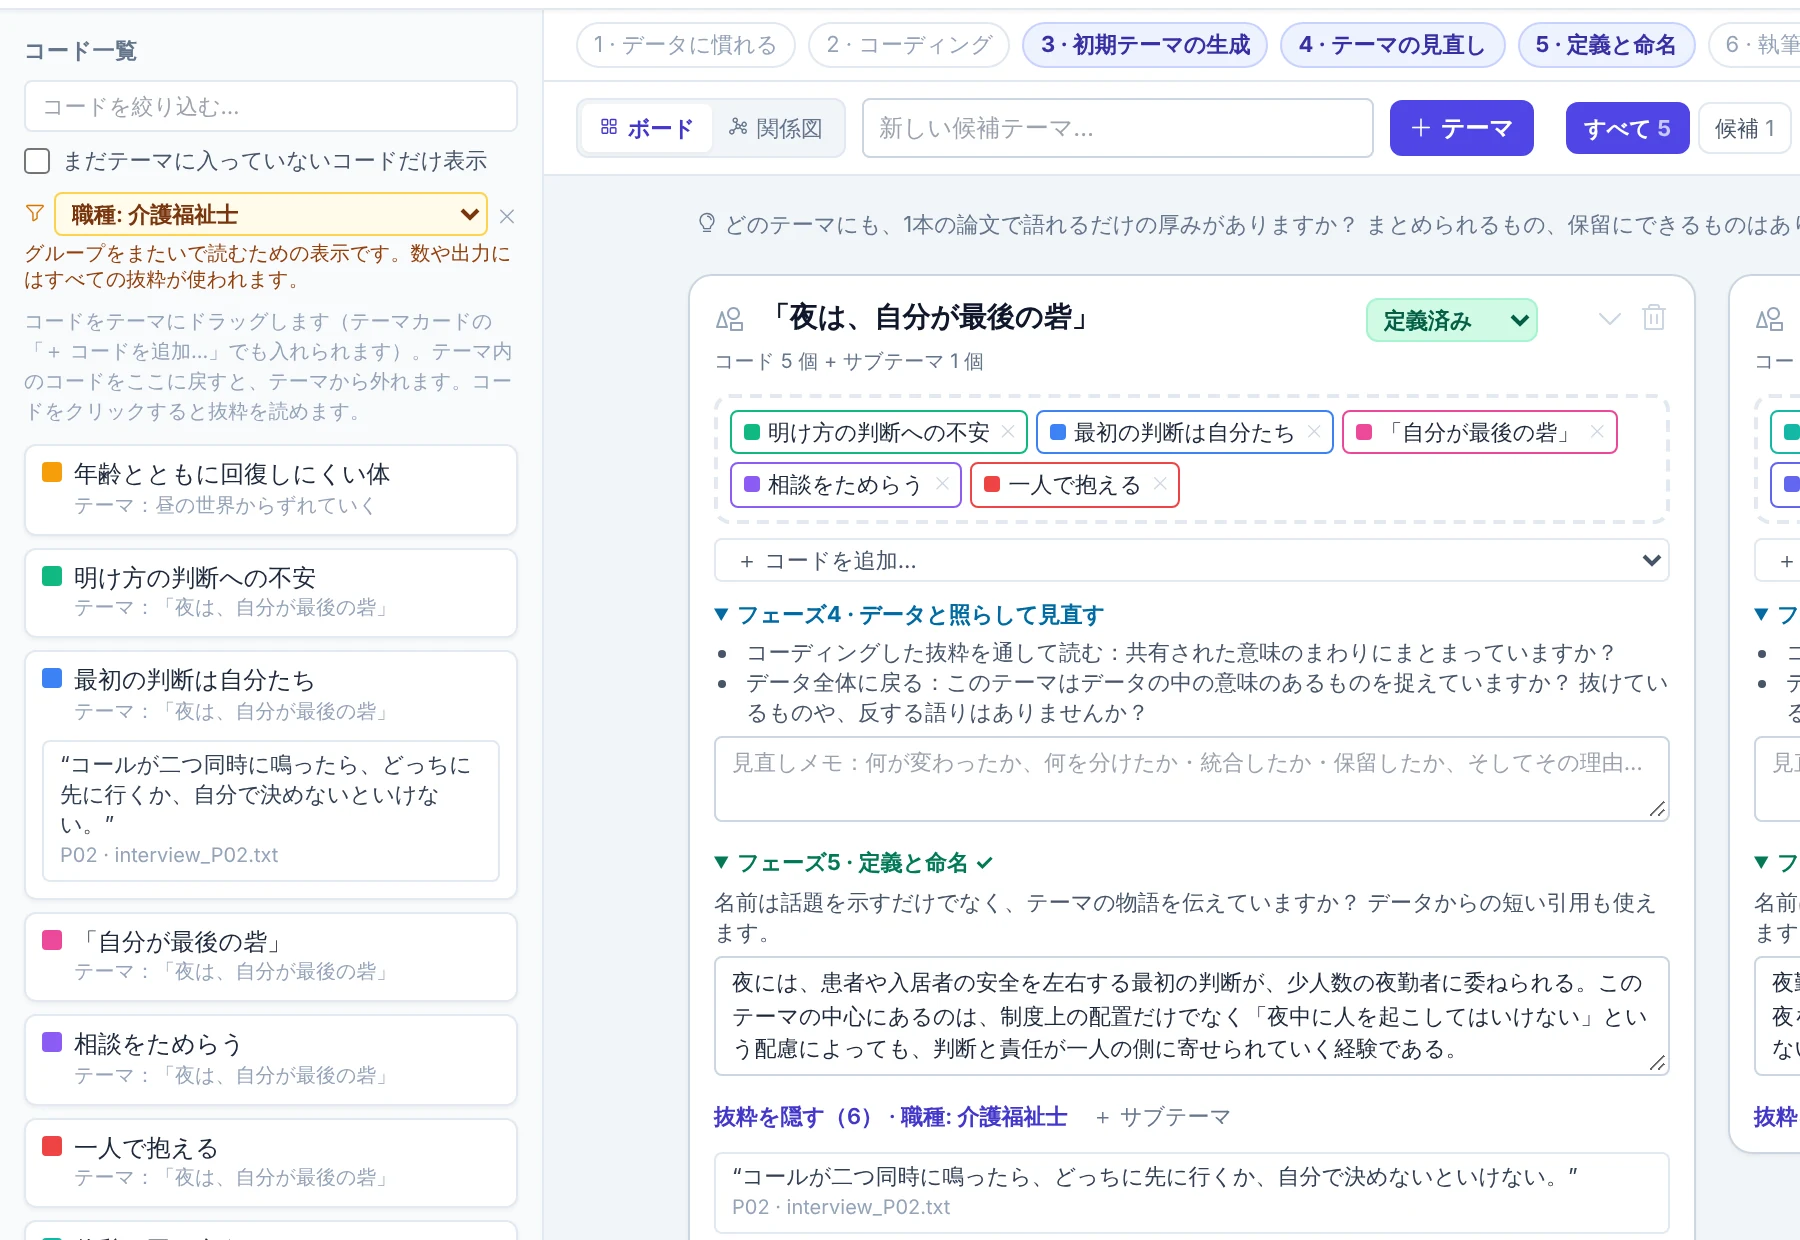 コード一覧
コードを絞り込む...
まだテーマに入っていないコードだけ表示
職種: 介護福祉士
グループをまたいで読むための表示です。数や出力に
はすべての抜粋が使われます。
コードをテーマにドラッグします（テーマカードの
「＋ コードを追加...」でも入れられます）。テーマ内
のコードをここに戻すと、テーマから外れます。コー
ドをクリックすると抜粋を読めます。
年齢とともに回復しにくい体
テーマ：昼の世界からずれていく
明け方の判断への不安
テーマ：「夜は、自分が最後の砦」
最初の判断は自分たち
テーマ：「夜は、自分が最後の砦」
“コールが二つ同時に鳴ったら、どっちに
先に行くか、自分で決めないといけな
い。”
P02 · interview_P02.txt
「自分が最後の砦」
テーマ：「夜は、自分が最後の砦」
相談をためらう
テーマ：「夜は、自分が最後の砦」
一人で抱える
テーマ：「夜は、自分が最後の砦」
1 · データに慣れる
2 · コーディング
3 · 初期テーマの生成
4 · テーマの見直し
5 · 定義と命名
6 · 執筆
ボード
関係図
新しい候補テーマ...
＋ テーマ
すべて 5
候補 1
どのテーマにも、1本の論文で語れるだけの厚みがありますか？ まとめられるもの、保留にできるものはあり
「夜は、自分が最後の砦」
定義済み
コード 5 個 + サブテーマ 1 個
明け方の判断への不安
最初の判断は自分たち
「自分が最後の砦」
相談をためらう
一人で抱える
＋ コードを追加...
フェーズ4 · データと照らして見直す
コーディングした抜粋を通して読む：共有された意味のまわりにまとまっていますか？
データ全体に戻る：このテーマはデータの中の意味のあるものを捉えていますか？ 抜けてい
るものや、反する語りはありませんか？
見直しメモ：何が変わったか、何を分けたか・統合したか・保留したか、そしてその理由...
フェーズ5 · 定義と命名 ✓
名前は話題を示すだけでなく、テーマの物語を伝えていますか？ データからの短い引用も使え
ます。
夜には、患者や入居者の安全を左右する最初の判断が、少人数の夜勤者に委ねられる。この
テーマの中心にあるのは、制度上の配置だけでなく「夜中に人を起こしてはいけない」とい
う配慮によっても、判断と責任が一人の側に寄せられていく経験である。
抜粋を隠す（6） · 職種: 介護福祉士
＋ サブテーマ
“コールが二つ同時に鳴ったら、どっちに先に行くか、自分で決めないといけない。”
P02 · interview_P02.txt
コー
＋
フ
見
フ
名前
ます
夜勤
夜
ない
抜粋